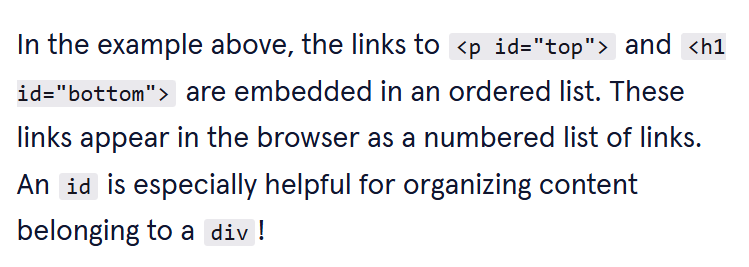 In the example above, the links to <p id="top"> and <h1
id="bottom"> are embedded in an ordered list. These
links appear in the browser as a numbered list of links.
An id is especially helpful for organizing content
belonging to a div!